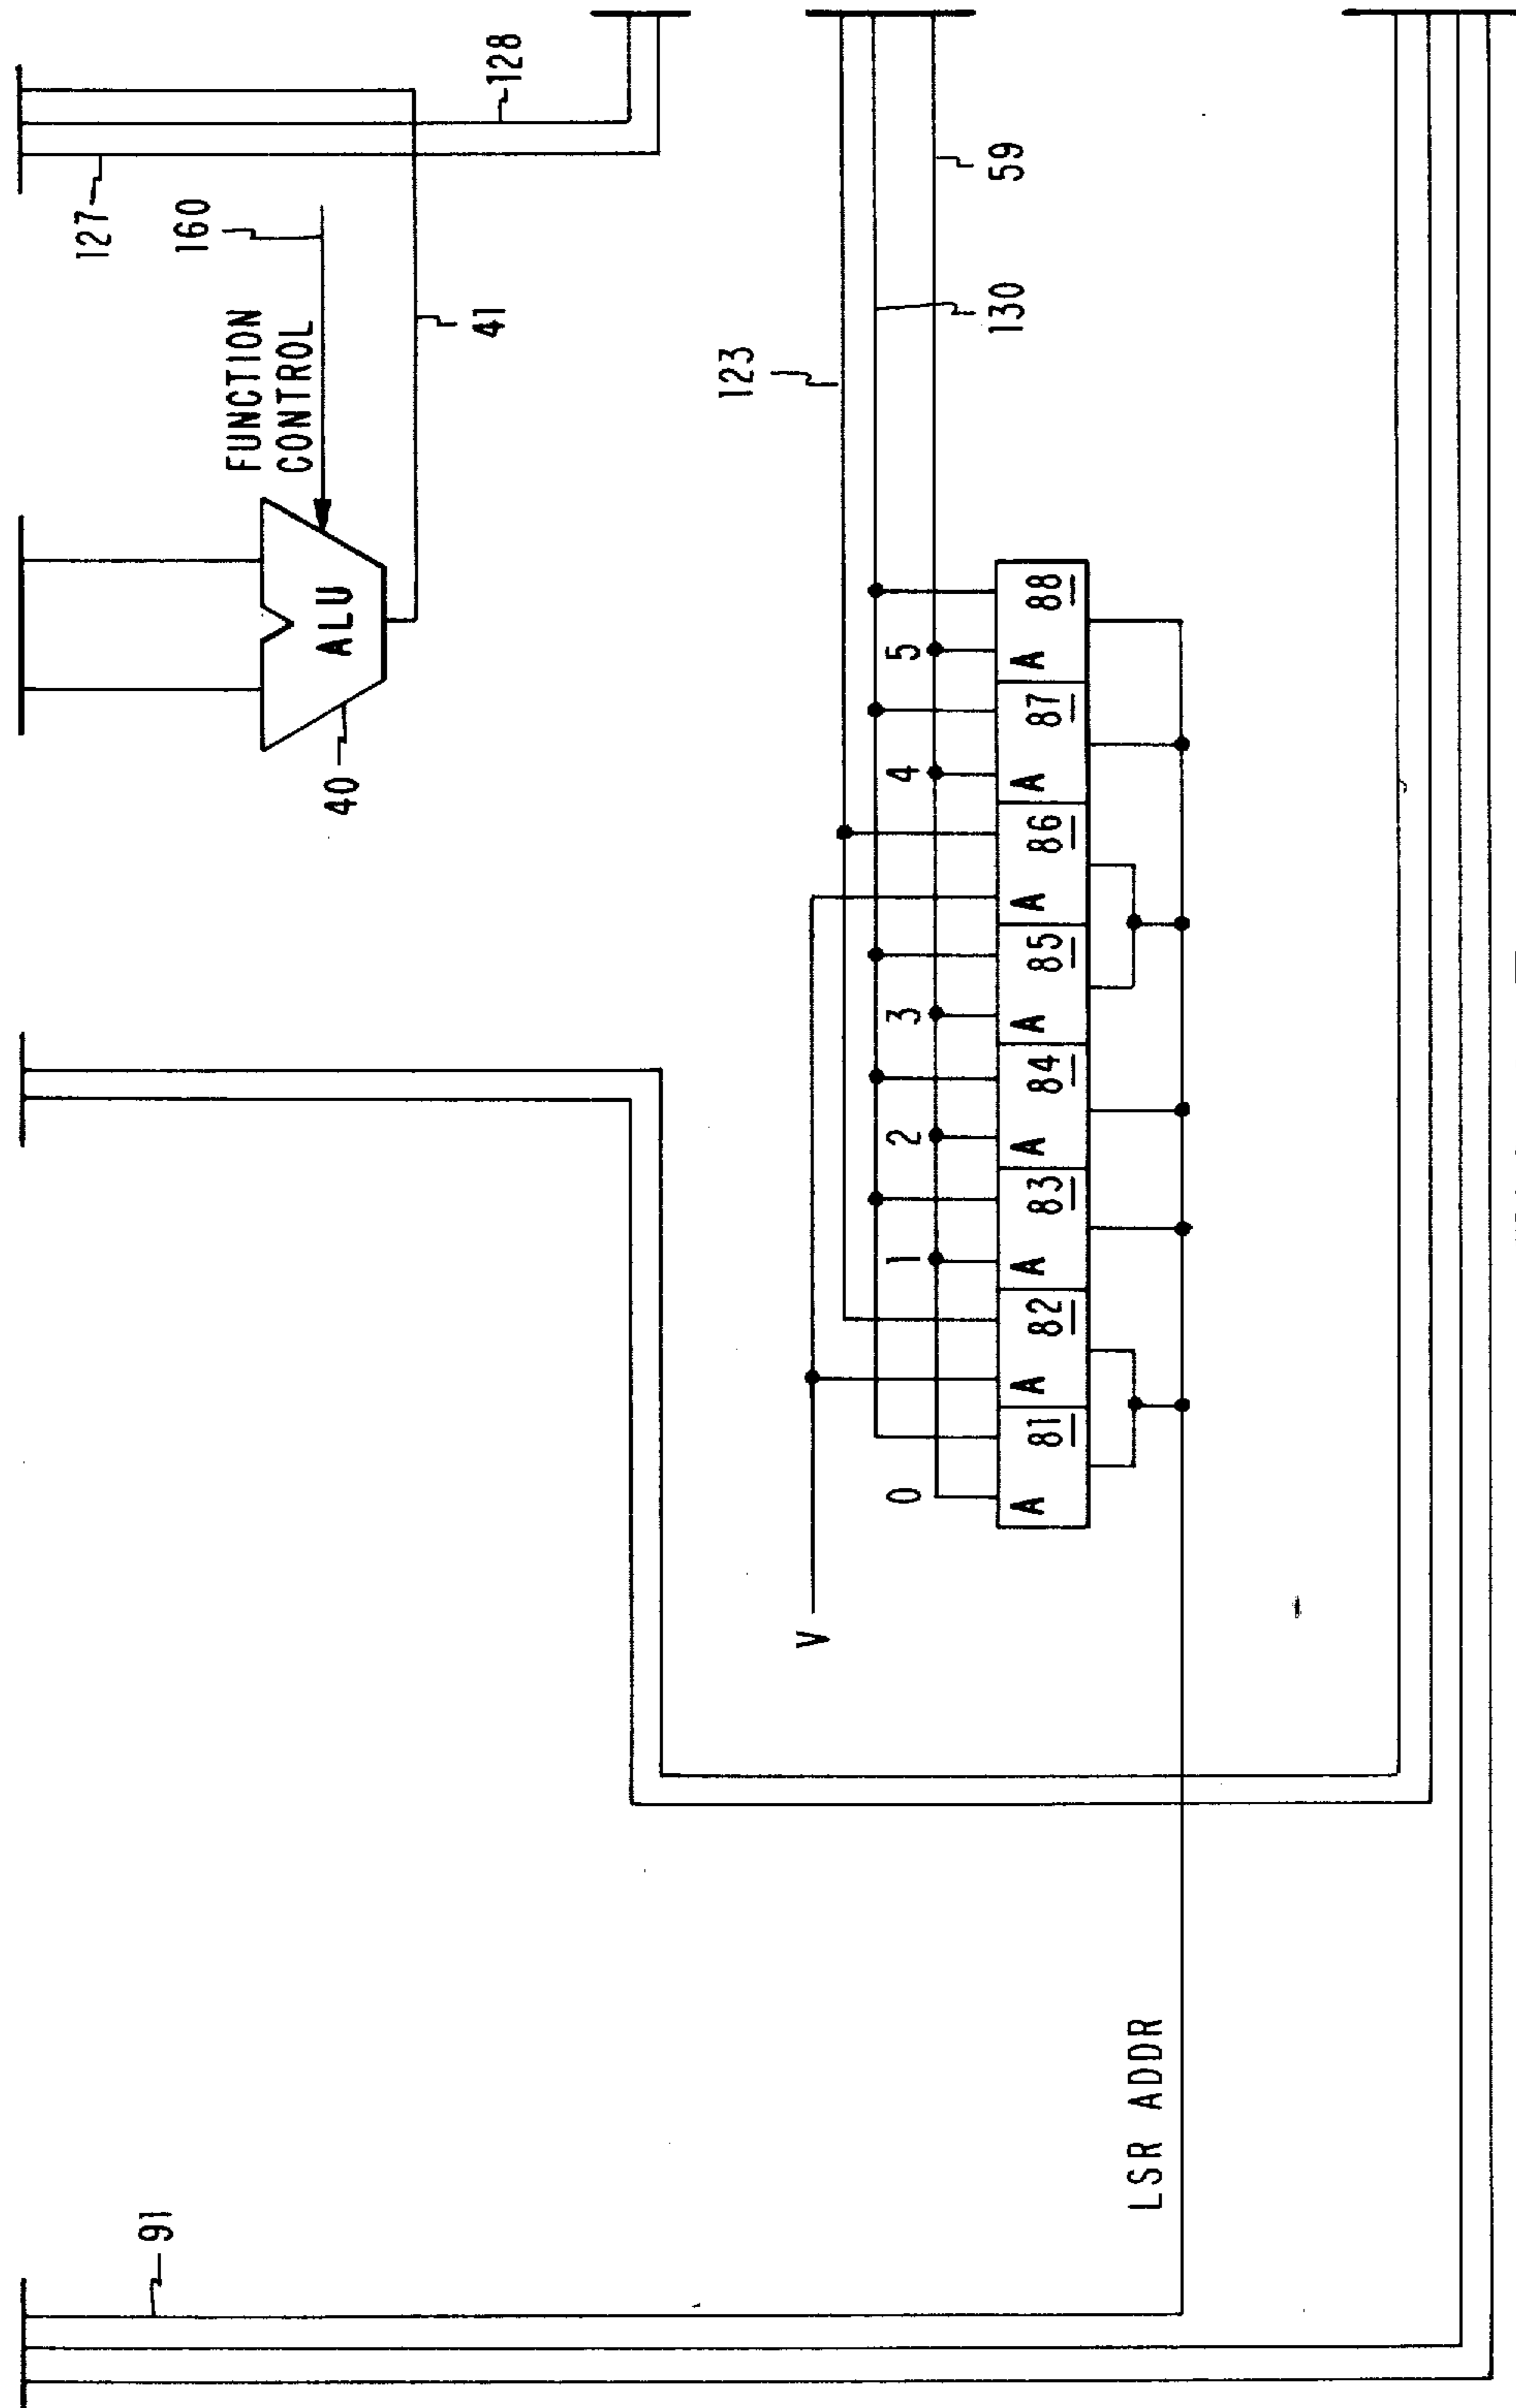 91
127
160
128
FUNCTION
CONTROL
ALU
40
41
123
130
59
V
0
1
2
3
4
5
A 81
A 82
A 83
A 84
A 85
A 86
A 87
A 88
LSR ADDR